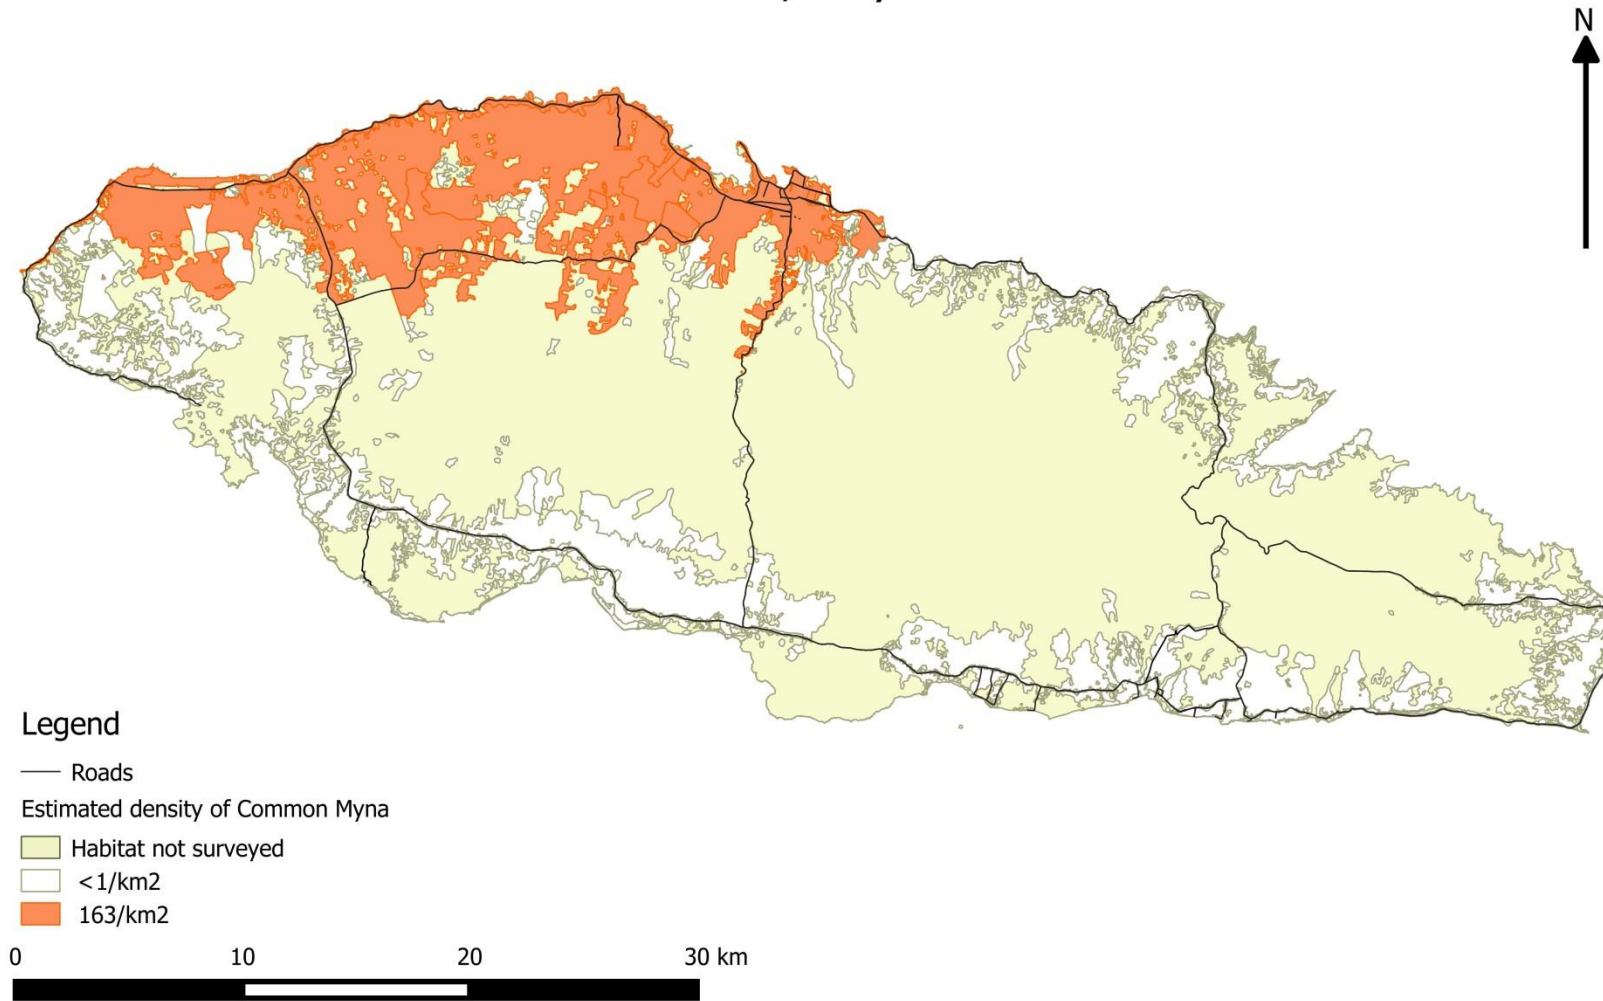 N
Legend
Roads
Estimated density of Common Myna
Habitat not surveyed
<1/km2
163/km2
0 10 20 30 km